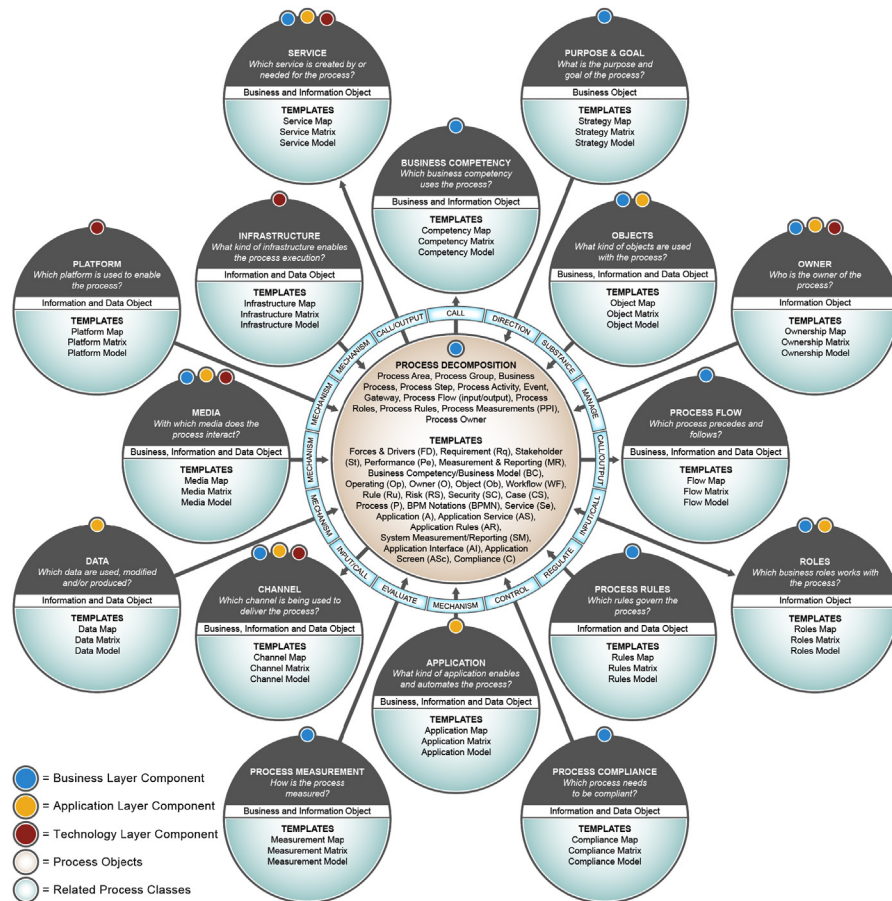 SERVICE
Which service is created by or
needed for the process?
Business and Information Object
TEMPLATES
Service Map
Service Matrix
Service Model
PURPOSE & GOAL
What is the purpose and
goal of the process?
Business Object
TEMPLATES
Strategy Map
Strategy Matrix
Strategy Model
BUSINESS COMPETENCY
Which business competency
uses the process?
Business and Information Object
TEMPLATES
Competency Map
Competency Matrix
Competency Model
INFRASTRUCTURE
What kind of infrastructure enables
the process execution?
Information and Data Object
TEMPLATES
Infrastructure Map
Infrastructure Matrix
Infrastructure Model
OBJECTS
What kind of objects are used
with the process?
Business, Information and Data Object
TEMPLATES
Object Map
Object Matrix
Object Model
PLATFORM
Which platform is used to enable
the process?
Information and Data Object
TEMPLATES
Platform Map
Platform Matrix
Platform Model
OWNER
Who is the owner of the
process?
Information Object
TEMPLATES
Ownership Map
Ownership Matrix
Ownership Model
MECHANISM
CALL/OUTPUT
CALL
DIRECTION
SUBSTANCE
MANAGE
CALL/OUTPUT
INPUT/CALL
REGULATE
CONTROL
MECHANISM
EVALUATE
INPUT/CALL
MECHANISM
MECHANISM
MECHANISM
PROCESS DECOMPOSITION
Process Area, Process Group, Business
Process, Process Step, Process Activity, Event,
Gateway, Process Flow (input/output), Process
Roles, Process Rules, Process Measurements (PPI),
Process Owner
TEMPLATES
Forces & Drivers (FD), Requirement (Rq), Stakeholder
(St), Performance (Pe), Measurement & Reporting (MR),
Business Competency/Business Model (BC),
Operating (Op), Owner (O), Object (Ob), Workflow (WF),
Rule (Ru), Risk (RS), Security (SC), Case (CS),
Process (P), BPM Notations (BPMN), Service (Se),
Application (A), Application Service (AS),
Application Rules (AR),
System Measurement/Reporting (SM),
Application Interface (AI), Application
Screen (ASc), Compliance (C)
MEDIA
With which media does the
process interact?
Business, Information and Data Object
TEMPLATES
Media Map
Media Matrix
Media Model
PROCESS FLOW
Which process precedes and
follows?
Business, Information and Data Object
TEMPLATES
Flow Map
Flow Matrix
Flow Model
DATA
Which data are used, modified
and/or produced?
Information and Data Object
TEMPLATES
Data Map
Data Matrix
Data Model
CHANNEL
Which channel is being used to
deliver the process?
Business, Information and Data Object
TEMPLATES
Channel Map
Channel Matrix
Channel Model
PROCESS RULES
Which rules govern the
process?
Information and Data Object
TEMPLATES
Rules Map
Rules Matrix
Rules Model
ROLES
Which business roles works with
the process?
Information Object
TEMPLATES
Roles Map
Roles Matrix
Roles Model
APPLICATION
What kind of application enables
and automates the process?
Business, Information and Data Object
TEMPLATES
Application Map
Application Matrix
Application Model
PROCESS MEASUREMENT
How is the process
measured?
Business and Information Object
TEMPLATES
Measurement Map
Measurement Matrix
Measurement Model
PROCESS COMPLIANCE
Which process needs
to be compliant?
Information and Data Object
TEMPLATES
Compliance Map
Compliance Matrix
Compliance Model
= Business Layer Component
= Application Layer Component
= Technology Layer Component
= Process Objects
= Related Process Classes